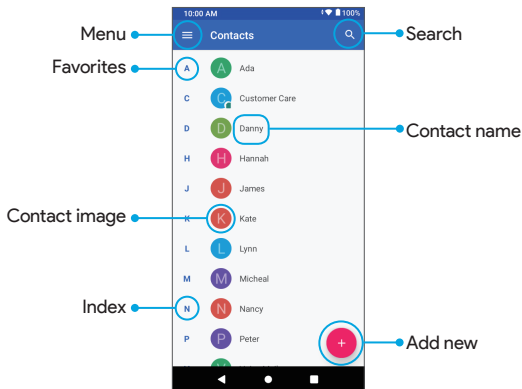 10:00 AM 100%
Menu
Contacts
Search
Favorites
A A Ada
C C Customer Care
D D Danny
Contact name
H H Hannah
J J James
Contact image
K K Kate
L L Lynn
M M Micheal
Index
N N Nancy
P P Peter
Add new